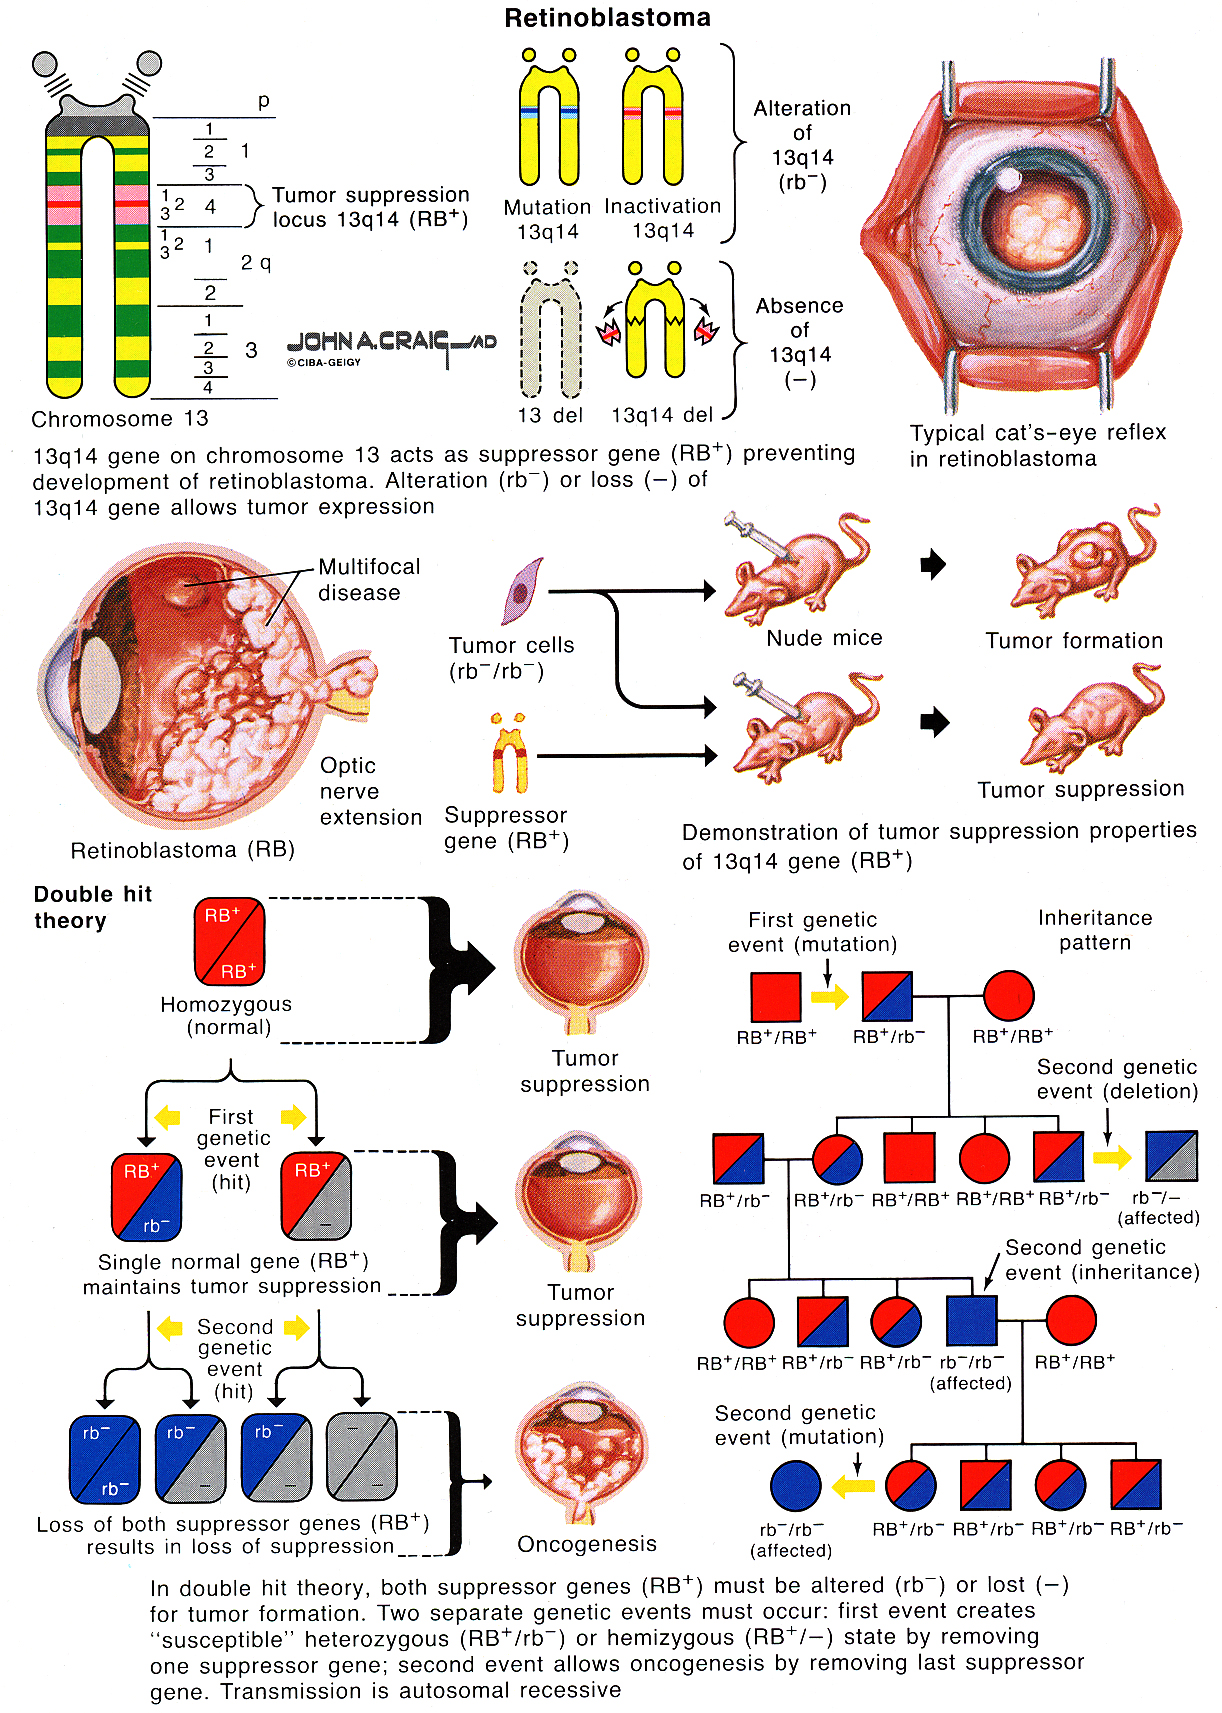 Retinoblastoma
p
1
2
1
3
1
3
2
4
Tumor suppression
locus 13q14 (RB⁺)
1
3
2
1
2 q
2
1
2
3
3
4
Chromosome 13
JOHN A. CRAIG MD
©CIBA-GEIGY
Mutation
13q14
Inactivation
13q14
Alteration
of
13q14
(rb⁻)
13 del
13q14 del
Absence
of
13q14
(−)
Typical cat's-eye reflex
in retinoblastoma
13q14 gene on chromosome 13 acts as suppressor gene (RB⁺) preventing
development of retinoblastoma. Alteration (rb⁻) or loss (−) of
13q14 gene allows tumor expression
Multifocal
disease
Optic
nerve
extension
Retinoblastoma (RB)
Tumor cells
(rb⁻/rb⁻)
Suppressor
gene (RB⁺)
Nude mice
Tumor formation
Tumor suppression
Demonstration of tumor suppression properties
of 13q14 gene (RB⁺)
Double hit
theory
RB⁺
RB⁺
Homozygous
(normal)
Tumor
suppression
First
genetic
event
(hit)
RB⁺
rb⁻
RB⁺
−
Single normal gene (RB⁺)
maintains tumor suppression
Tumor
suppression
Second
genetic
event
(hit)
rb⁻
rb⁻
rb⁻
−
rb⁻
−
−
−
Loss of both suppressor genes (RB⁺)
results in loss of suppression
Oncogenesis
First genetic
event (mutation)
Inheritance
pattern
RB⁺/RB⁺
RB⁺/rb⁻
RB⁺/RB⁺
Second genetic
event (deletion)
RB⁺/rb⁻
RB⁺/rb⁻
RB⁺/RB⁺
RB⁺/RB⁺
RB⁺/rb⁻
rb⁻/−
(affected)
Second genetic
event (inheritance)
RB⁺/RB⁺
RB⁺/rb⁻
RB⁺/rb⁻
rb⁻/rb⁻
(affected)
RB⁺/RB⁺
Second genetic
event (mutation)
rb⁻/rb⁻
(affected)
RB⁺/rb⁻
RB⁺/rb⁻
RB⁺/rb⁻
RB⁺/rb⁻
In double hit theory, both suppressor genes (RB⁺) must be altered (rb⁻) or lost (−)
for tumor formation. Two separate genetic events must occur: first event creates
"susceptible" heterozygous (RB⁺/rb⁻) or hemizygous (RB⁺/−) state by removing
one suppressor gene; second event allows oncogenesis by removing last suppressor
gene. Transmission is autosomal recessive